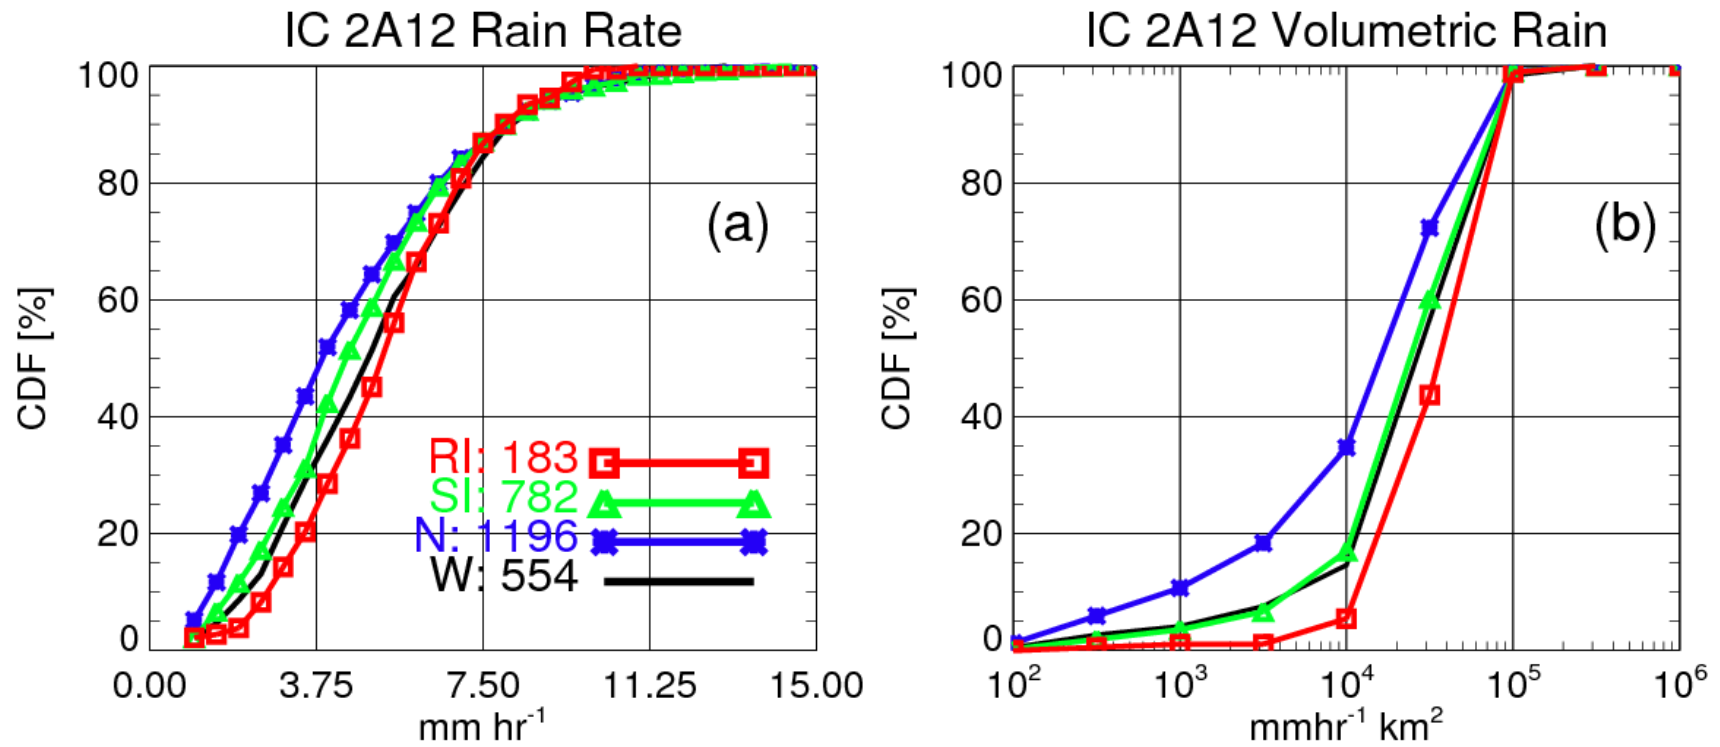 IC 2A12 Rain Rate
100
80
60
40
20
0
CDF [%]
(a)
RI: 183
SI: 782
N: 1196
W: 554
0.00 3.75 7.50 11.25 15.00
mm hr⁻¹
IC 2A12 Volumetric Rain
100
80
60
40
20
0
CDF [%]
(b)
10² 10³ 10⁴ 10⁵ 10⁶
mmhr⁻¹ km²